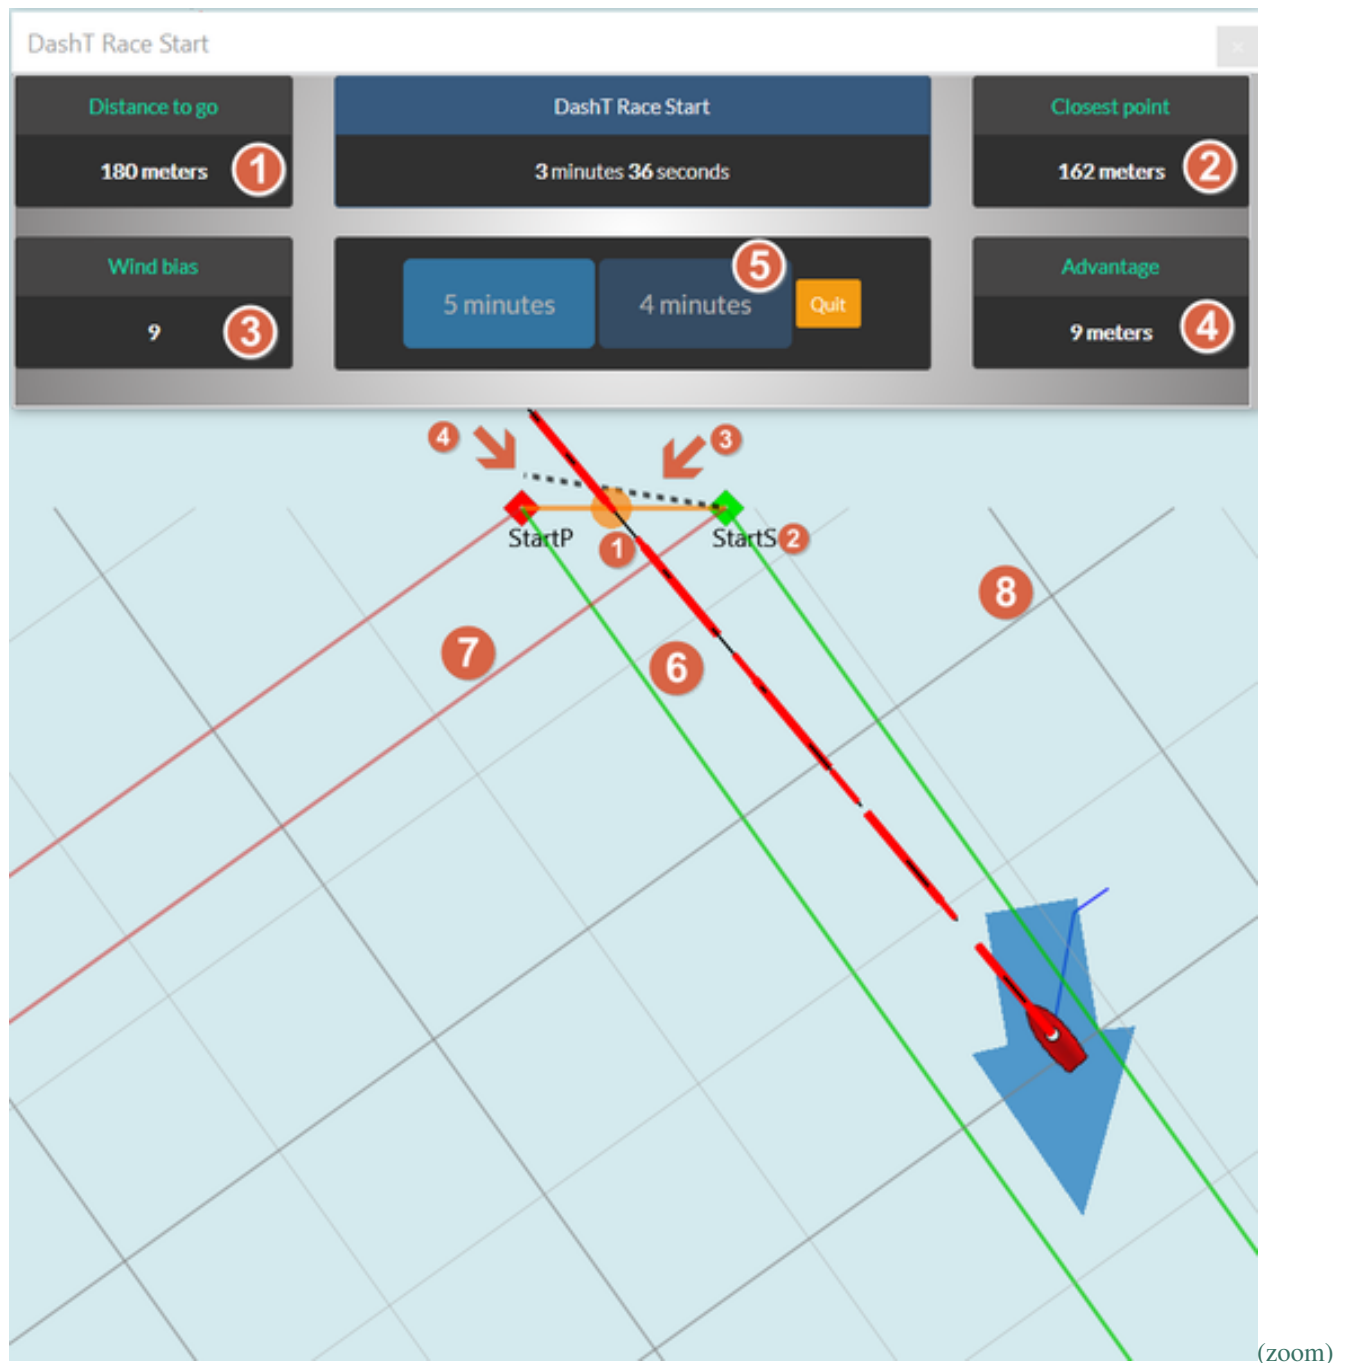 DashT Race Start
×
Distance to go
DashT Race Start
Closest point
180 meters 1
3 minutes 36 seconds
162 meters 2
Wind bias
5
Advantage
9 3
5 minutes
4 minutes
Quit
9 meters 4
4
3
StartP
1
StartS 2
8
7
6
(zoom)